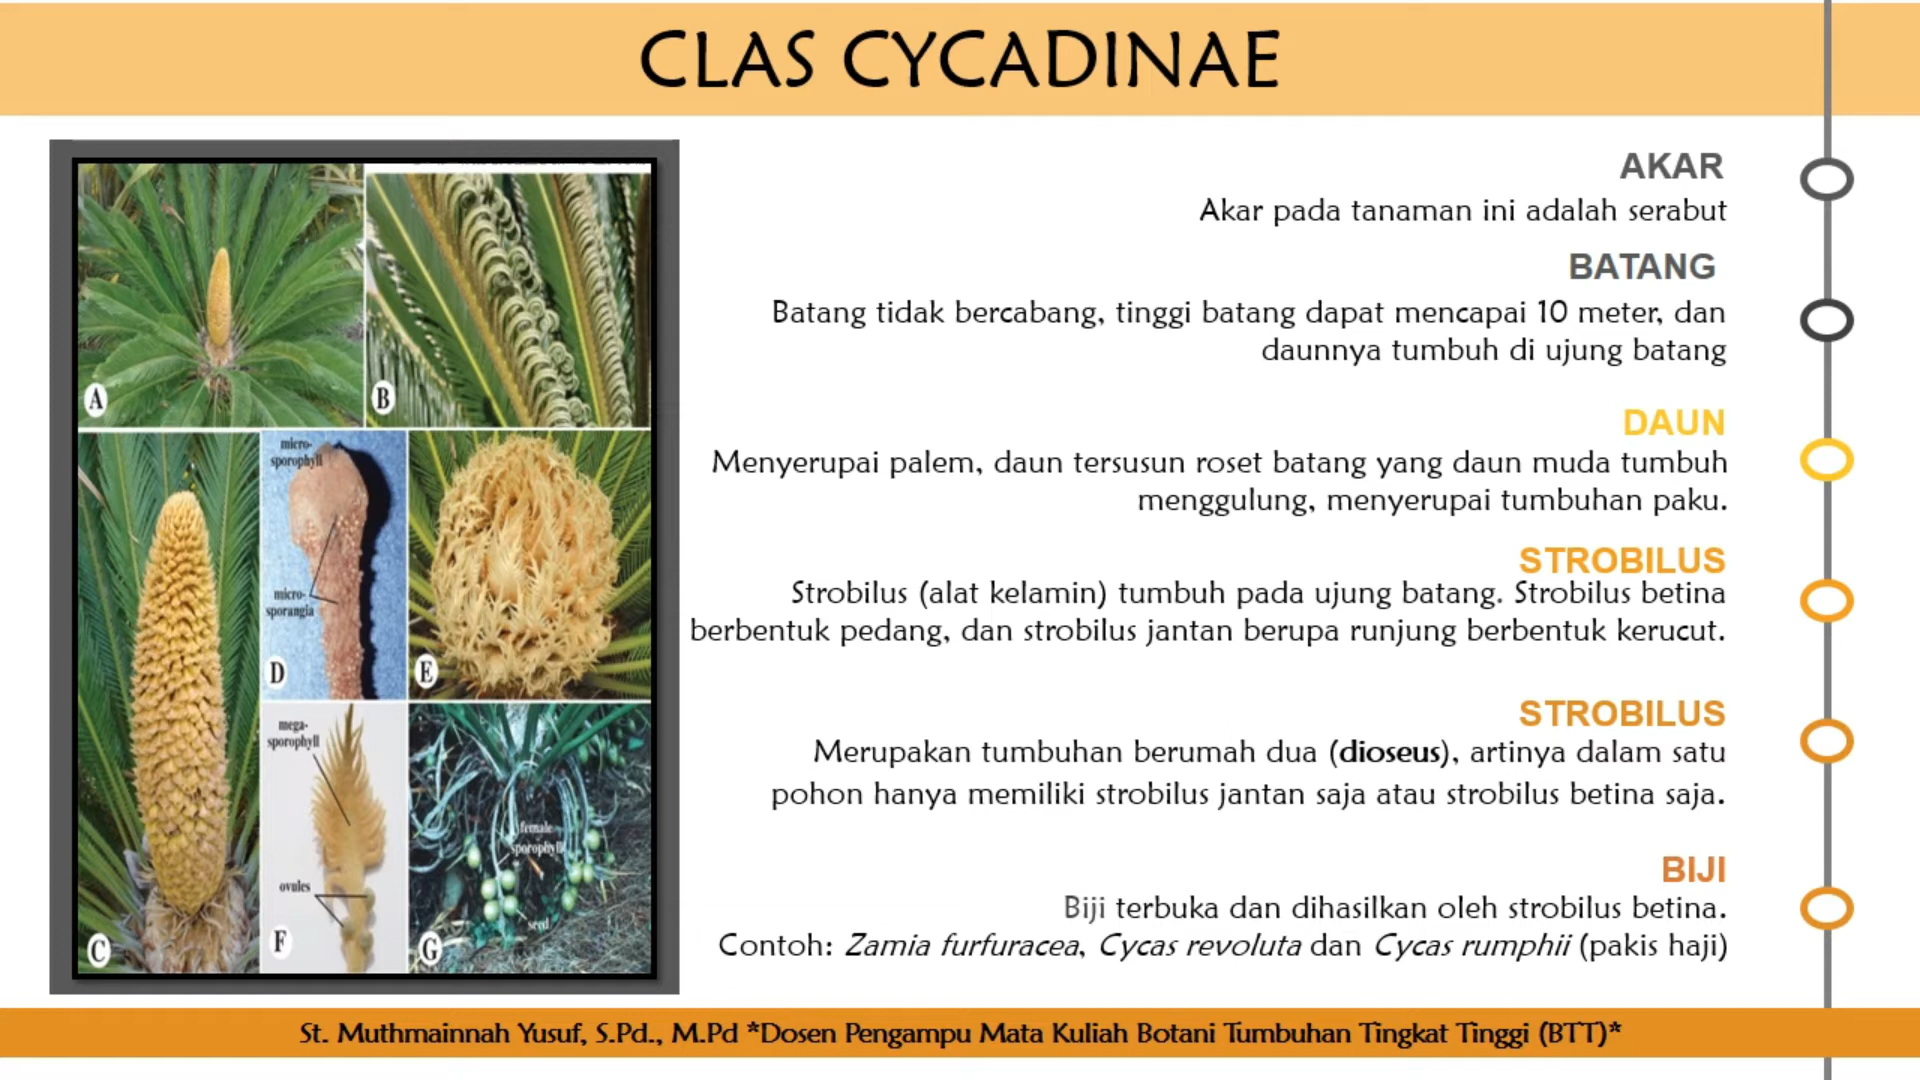 CLAS CYCADINAE
A
B
micro-
sporophyll
micro-
sporangia
C
D
E
mega-
sporophyll
ovules
F
female
sporophyll
seed
G
AKAR
Akar pada tanaman ini adalah serabut
BATANG
Batang tidak bercabang, tinggi batang dapat mencapai 10 meter, dan
daunnya tumbuh di ujung batang
DAUN
Menyerupai palem, daun tersusun roset batang yang daun muda tumbuh
menggulung, menyerupai tumbuhan paku.
STROBILUS
Strobilus (alat kelamin) tumbuh pada ujung batang. Strobilus betina
berbentuk pedang, dan strobilus jantan berupa runjung berbentuk kerucut.
STROBILUS
Merupakan tumbuhan berumah dua (dioseus), artinya dalam satu
pohon hanya memiliki strobilus jantan saja atau strobilus betina saja.
BIJI
Biji terbuka dan dihasilkan oleh strobilus betina.
Contoh: Zamia furfuracea, Cycas revoluta dan Cycas rumphii (pakis haji)
St. Muthmainnah Yusuf, S.Pd., M.Pd *Dosen Pengampu Mata Kuliah Botani Tumbuhan Tingkat Tinggi (BTT)*